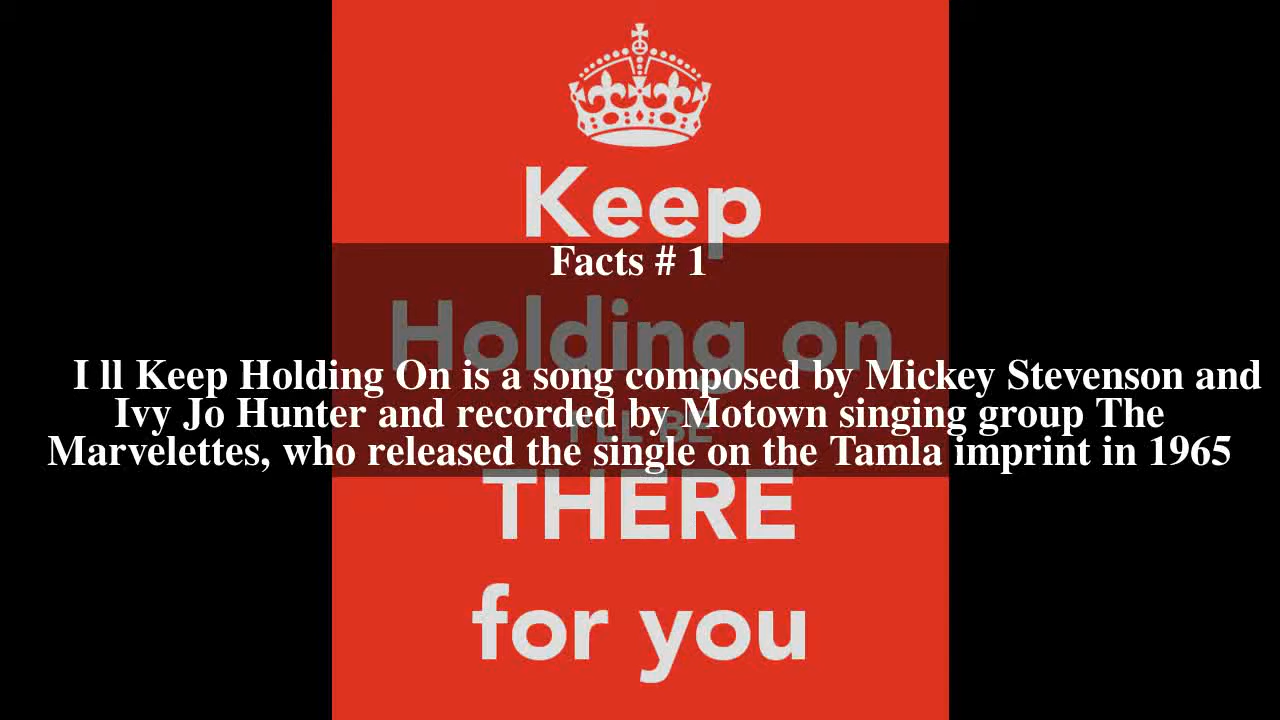 Keep
Facts # 1
Holding on
I ll Keep Holding On is a song composed by Mickey Stevenson and
Ivy Jo Hunter and recorded by Motown singing group The
I'LL BE
Marvelettes, who released the single on the Tamla imprint in 1965
THERE
for you